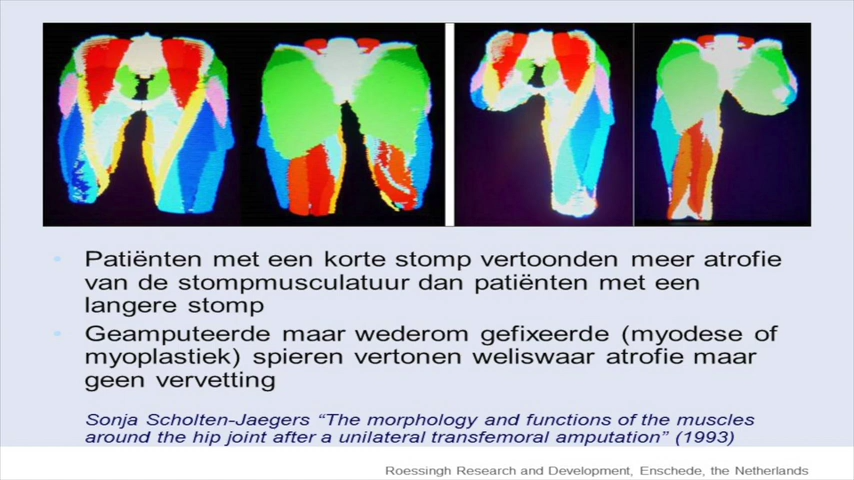 Patiënten met een korte stomp vertoonden meer atrofie
van de stompmusculatuur dan patiënten met een
langere stomp
Geamputeerde maar wederom gefixeerde (myodese of
myoplastiek) spieren vertonen weliswaar atrofie maar
geen vervetting
Sonja Scholten-Jaegers “The morphology and functions of the muscles
around the hip joint after a unilateral transfemoral amputation” (1993)
Roessingh Research and Development, Enschede, the Netherlands